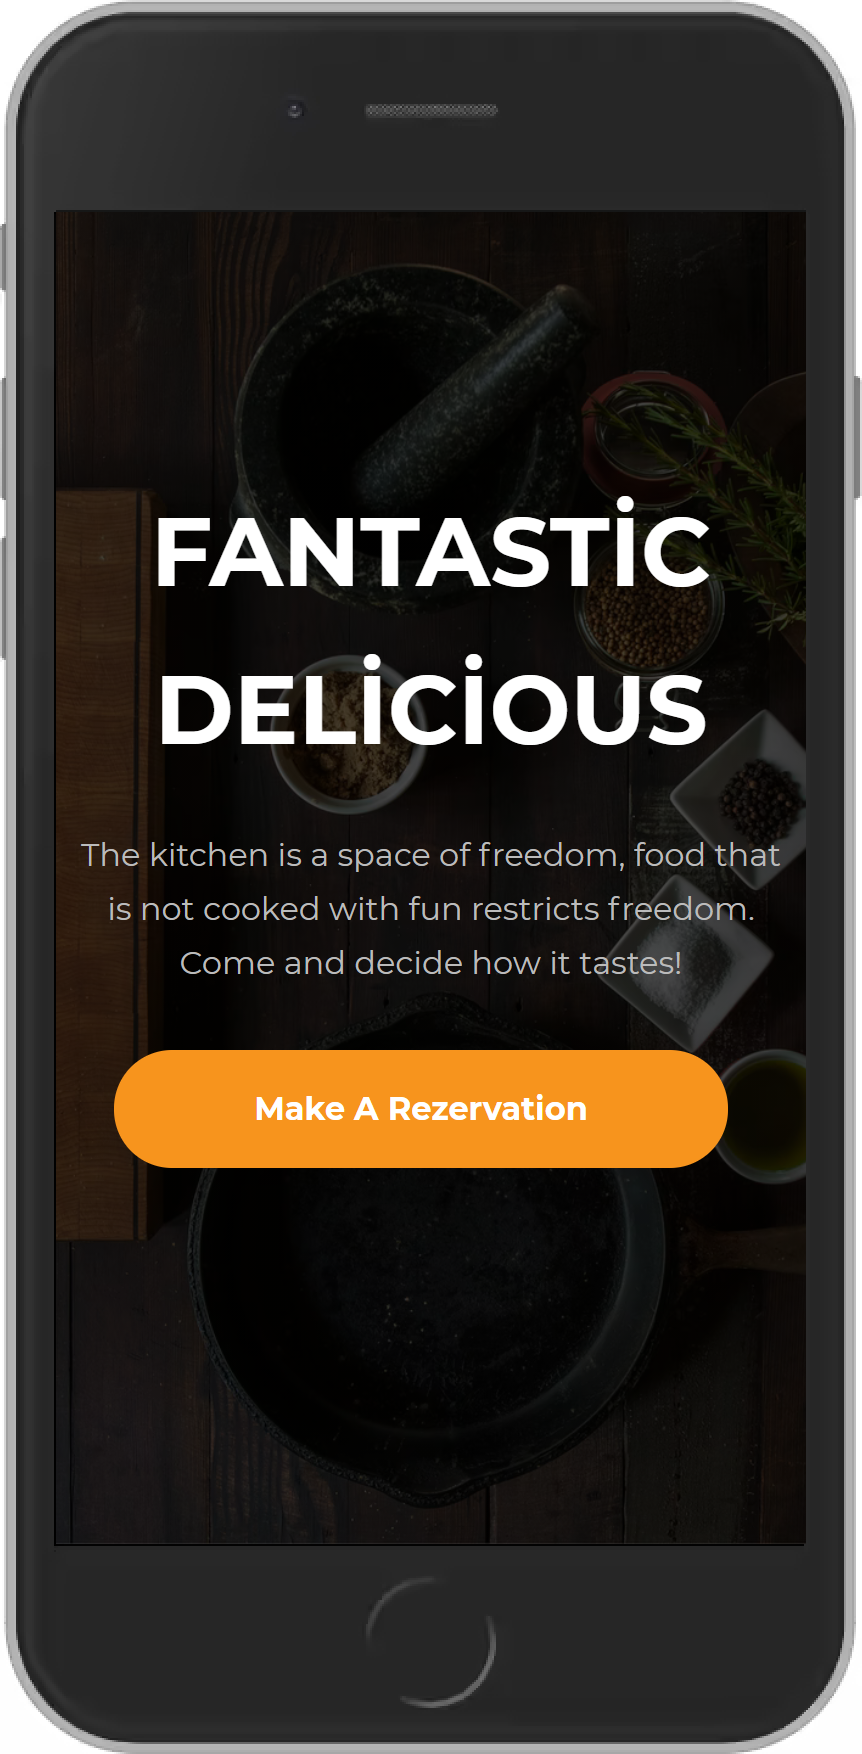 FANTASTİC
DELİCİOUS
The kitchen is a space of freedom, food that
is not cooked with fun restricts freedom.
Come and decide how it tastes!
Make A Rezervation